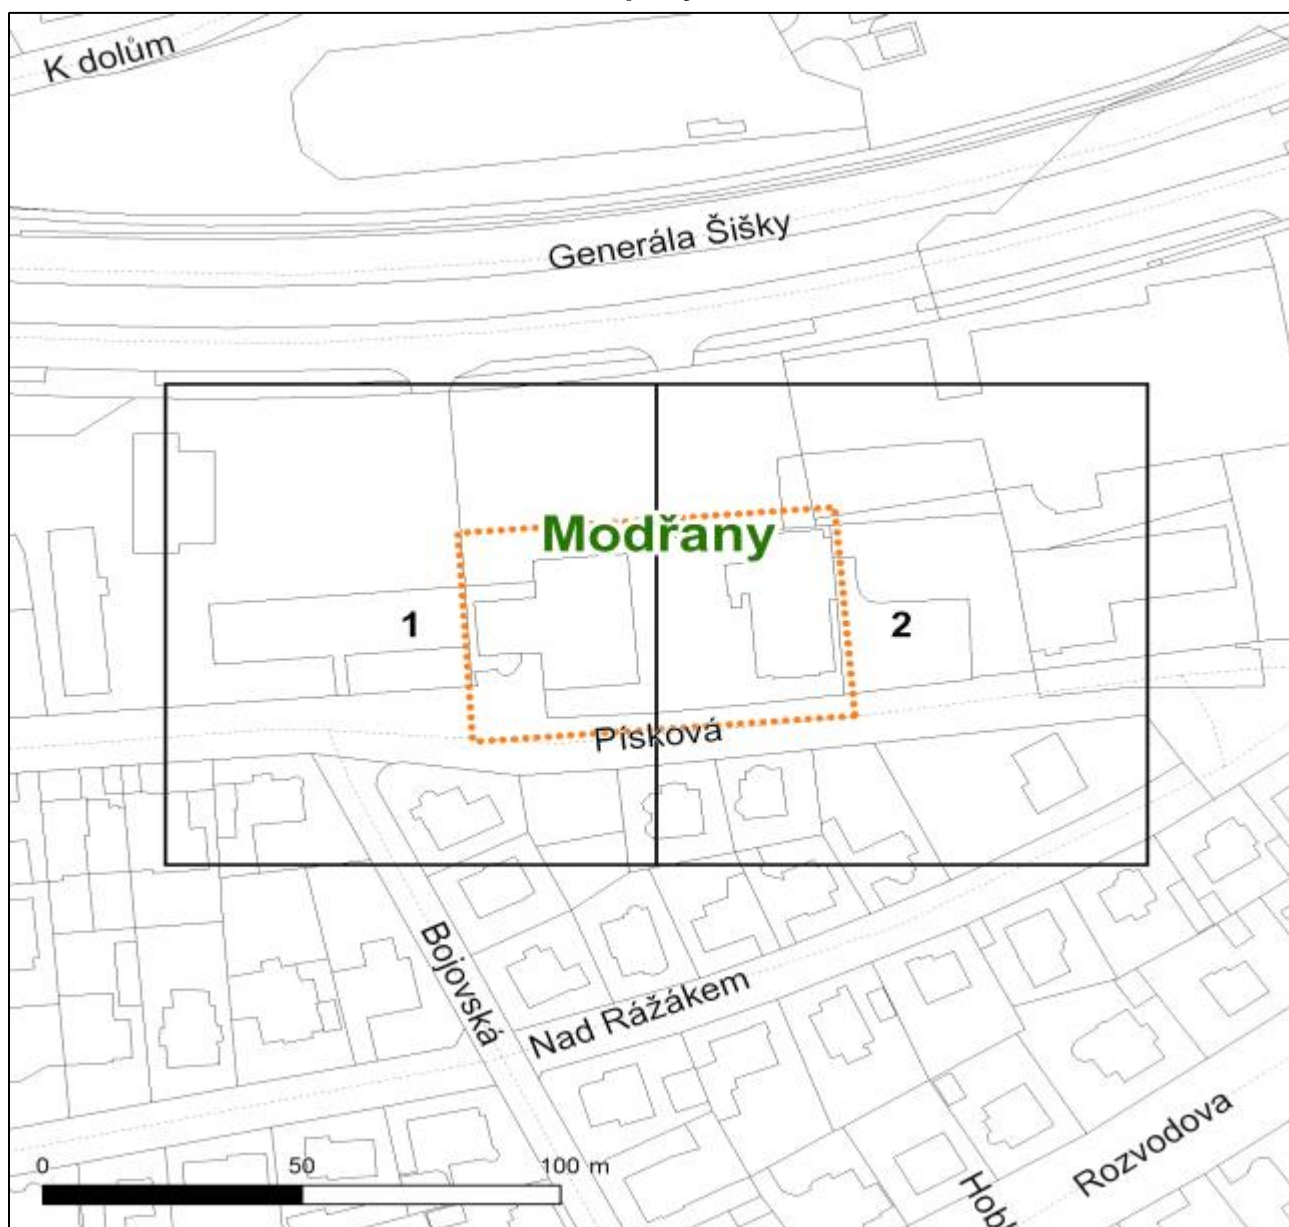 K dolům
Generála Šišky
Modřany
1
2
Písková
Bojovská
Nad Rážákem
Rozvodova
0 50 100 m